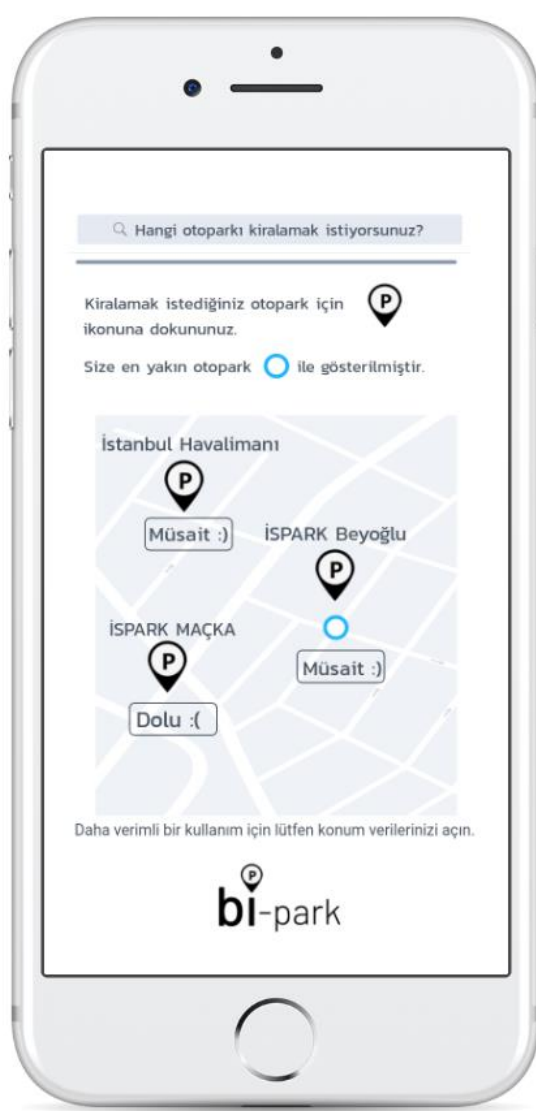 Hangi otoparkı kiralamak istiyorsunuz?
Kiralamak istediğiniz otopark için P
ikonuna dokununuz.
Size en yakın otopark ile gösterilmiştir.
İstanbul Havalimanı
P
Müsait :)
İSPARK Beyoğlu
P
Müsait :)
İSPARK MAÇKA
P
Dolu :(
Daha verimli bir kullanım için lütfen konum verilerinizi açın.
P
bi-park